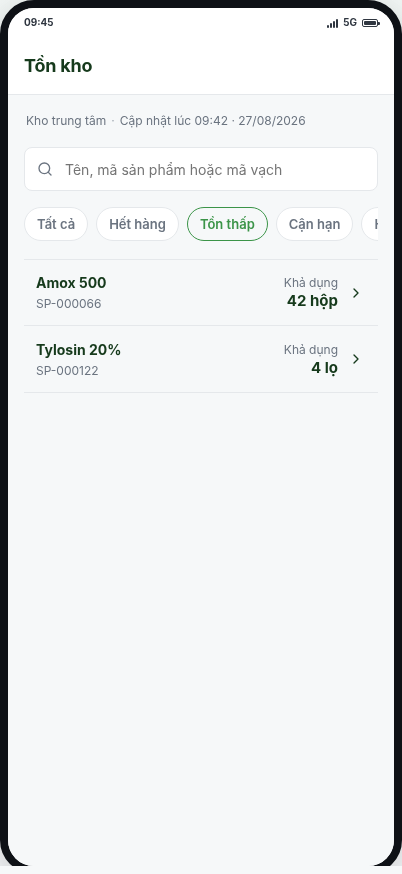 09:45 5G
Tồn kho
Kho trung tâm · Cập nhật lúc 09:42 · 27/08/2026
Tên, mã sản phẩm hoặc mã vạch
Tất cả Hết hàng Tồn thấp Cận hạn
Amox 500 Khả dụng
SP-000066 42 hộp
Tylosin 20% Khả dụng
SP-000122 4 lọ